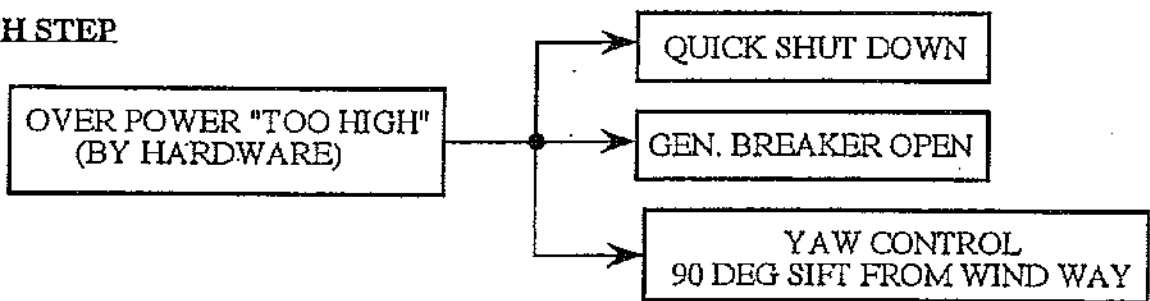 H STEP
QUICK SHUT DOWN
OVER POWER "TOO HIGH"
(BY HARDWARE)
GEN. BREAKER OPEN
YAW CONTROL
90 DEG SIFT FROM WIND WAY